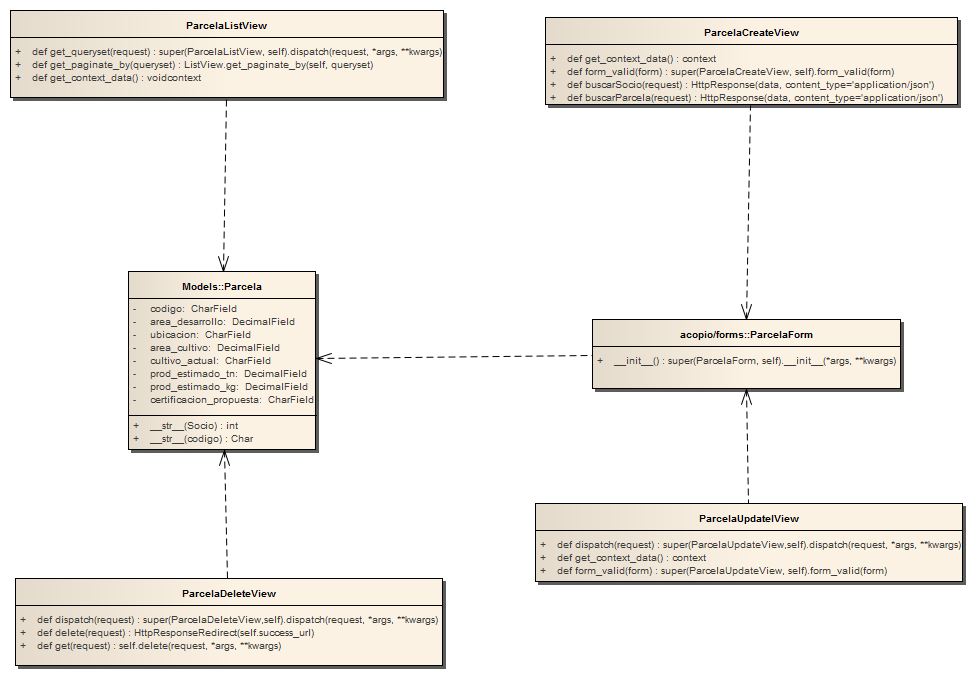 ParcelaListView
+ def get_queryset(request) : super(ParcelaListView, self).dispatch(request, *args, **kwargs)
+ def get_paginate_by(queryset) : ListView.get_paginate_by(self, queryset)
+ def get_context_data() : voidcontext
ParcelaCreateView
+ def get_context_data() : context
+ def form_valid(form) : super(ParcelaCreateView, self).form_valid(form)
+ def buscarSocio(request) : HttpResponse(data, content_type='application/json')
+ def buscarParcela(request) : HttpResponse(data, content_type='application/json')
Models::Parcela
- codigo: CharField
- area_desarrollo: DecimalField
- ubicacion: CharField
- area_cultivo: DecimalField
- cultivo_actual: CharField
- prod_estimado_tn: DecimalField
- prod_estimado_kg: DecimalField
- certificacion_propuesta: CharField
+ __str__(Socio) : int
+ __str__(codigo) : Char
acopio/forms::ParcelaForm
+ __init__() : super(ParcelaForm, self).__init__(*args, **kwargs)
ParcelaUpdatelView
+ def dispatch(request) : super(ParcelaUpdateView,self).dispatch(request, *args, **kwargs)
+ def get_context_data() : context
+ def form_valid(form) : super(ParcelaUpdateView, self).form_valid(form)
ParcelaDeleteView
+ def dispatch(request) : super(ParcelaDeleteView,self).dispatch(request, *args, **kwargs)
+ def delete(request) : HttpResponseRedirect(self.success_url)
+ def get(request) : self.delete(request, *args, **kwargs)